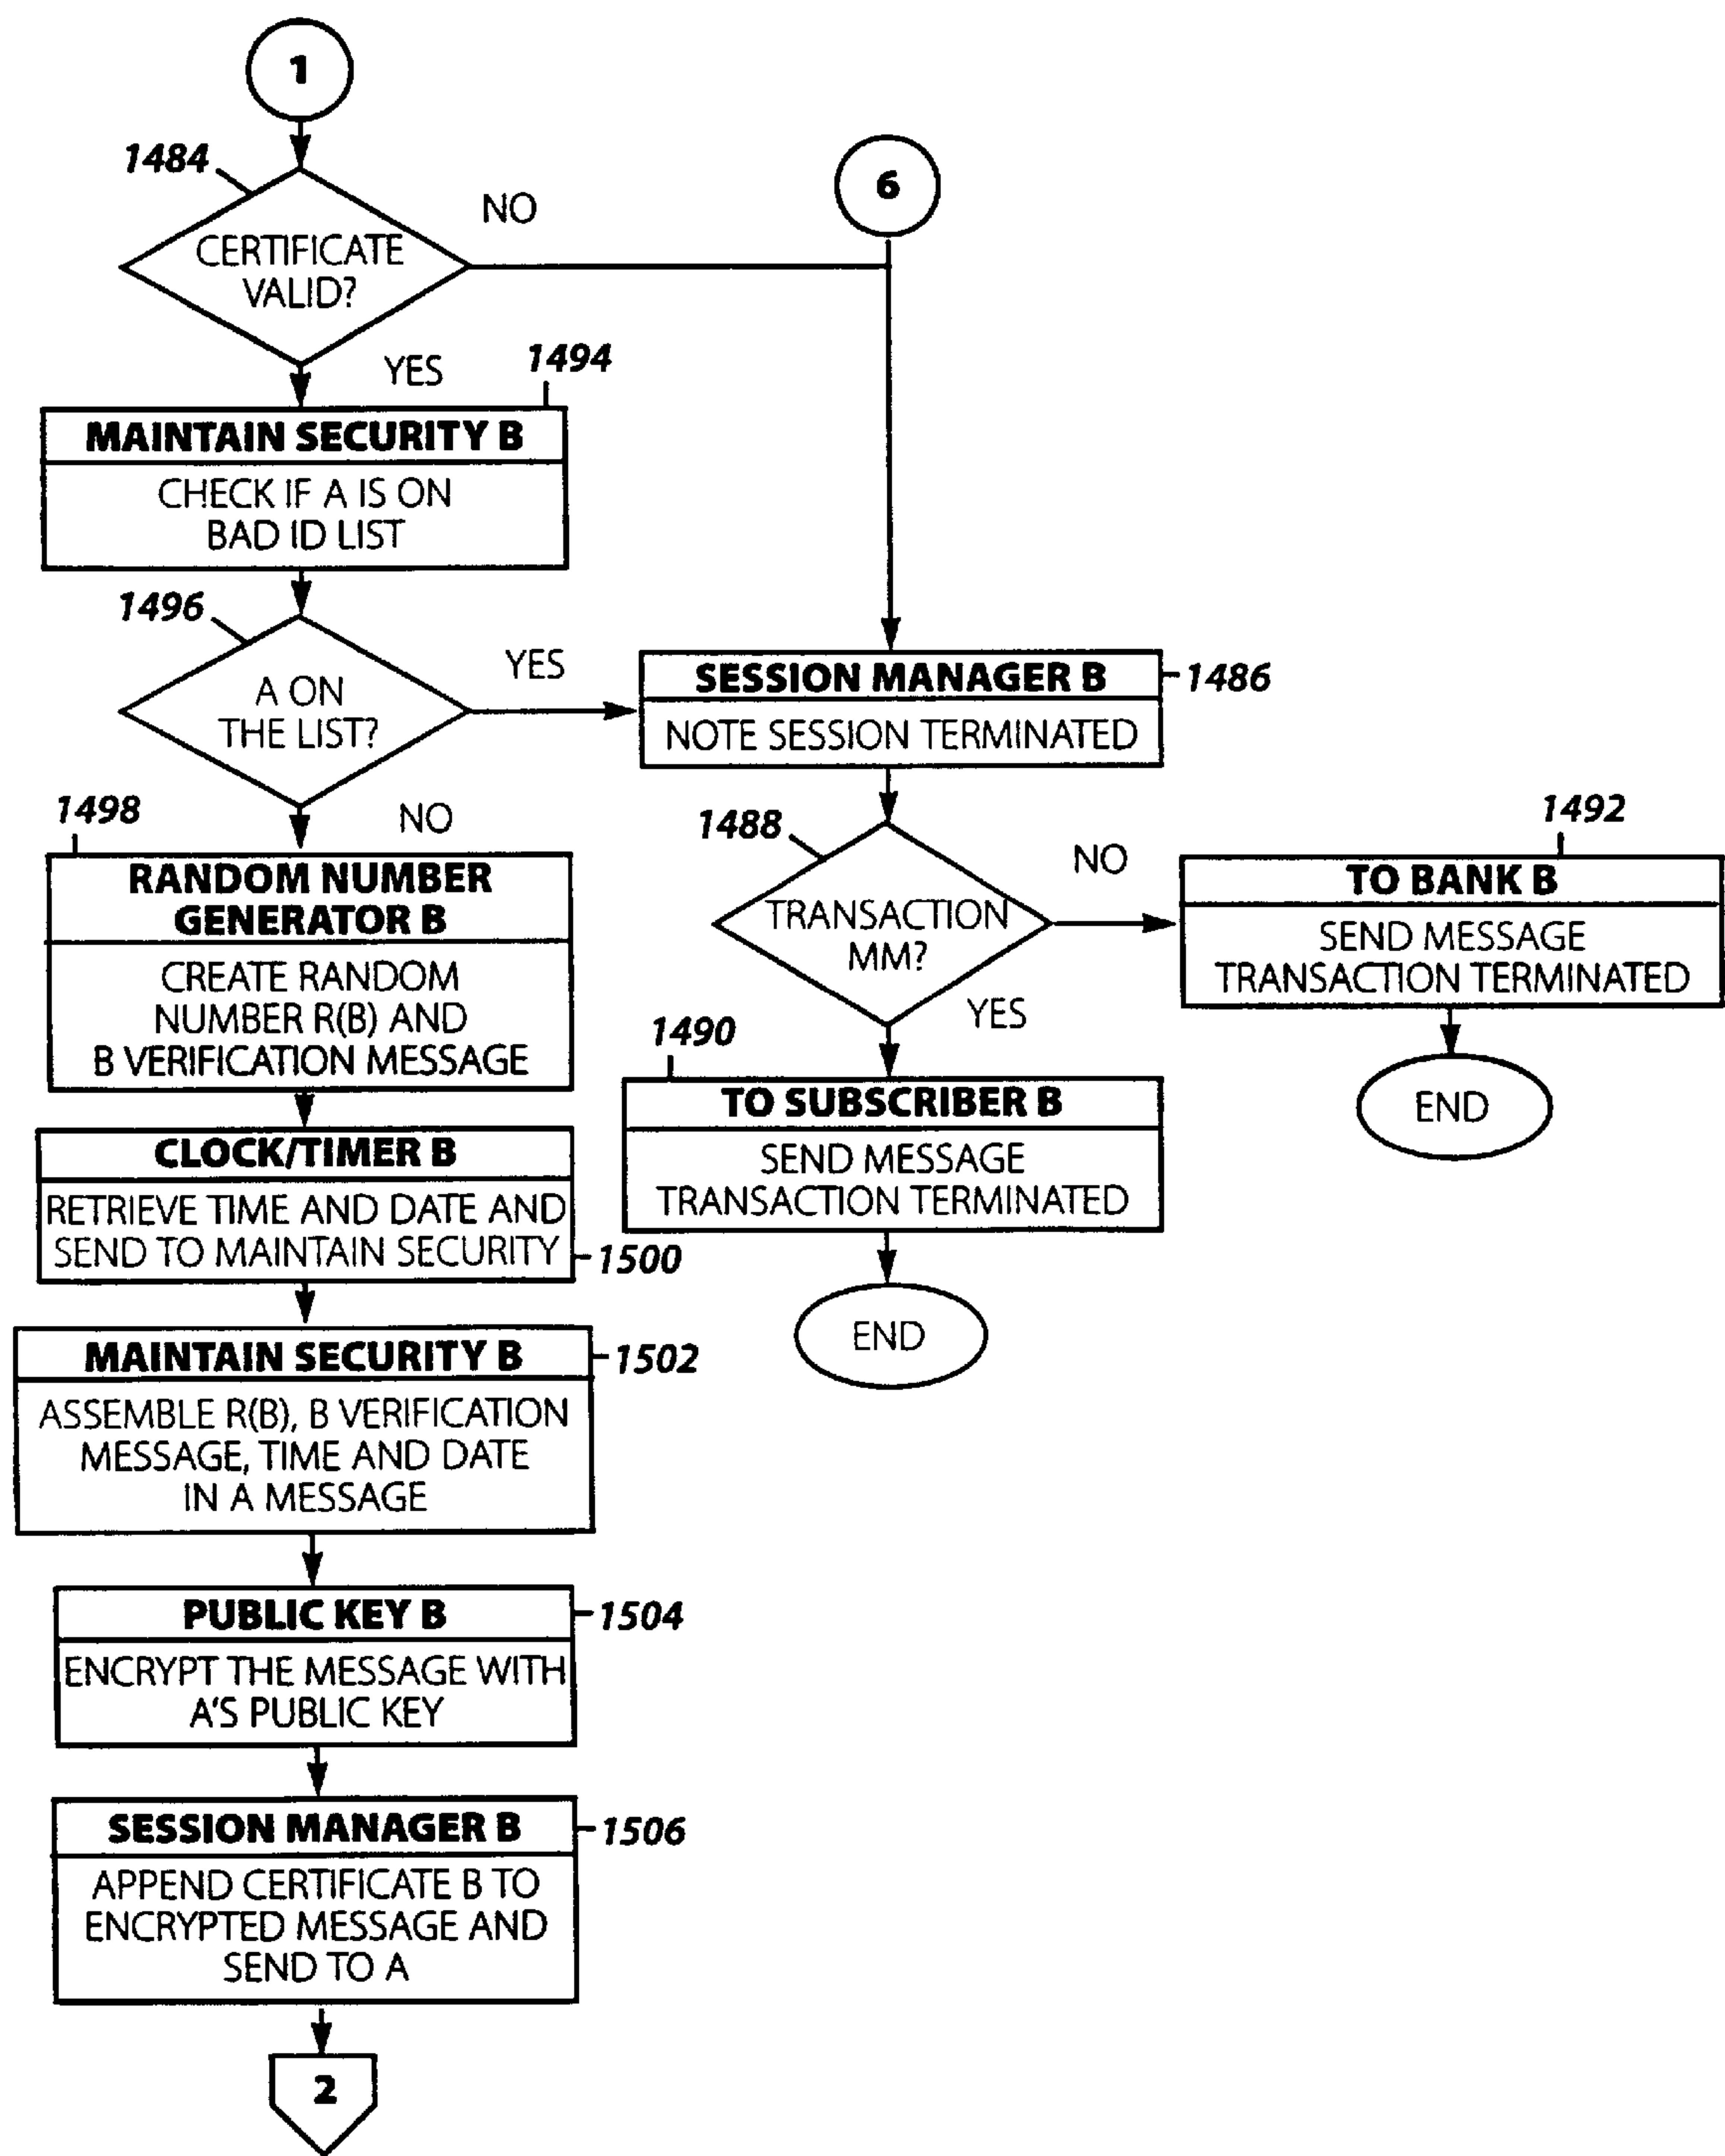 1
1484
NO
CERTIFICATE
VALID?
6
YES
1494
MAINTAIN SECURITY B
CHECK IF A IS ON
BAD ID LIST
1496
A ON
THE LIST?
YES
SESSION MANAGER B
1486
NOTE SESSION TERMINATED
NO
1498
RANDOM NUMBER
GENERATOR B
CREATE RANDOM
NUMBER R(B) AND
B VERIFICATION MESSAGE
1488
TRANSACTION
MM?
NO
1492
TO BANK B
SEND MESSAGE
TRANSACTION TERMINATED
END
YES
1490
TO SUBSCRIBER B
SEND MESSAGE
TRANSACTION TERMINATED
END
CLOCK/TIMER B
RETRIEVE TIME AND DATE AND
SEND TO MAINTAIN SECURITY
1500
MAINTAIN SECURITY B
1502
ASSEMBLE R(B), B VERIFICATION
MESSAGE, TIME AND DATE
IN A MESSAGE
PUBLIC KEY B
1504
ENCRYPT THE MESSAGE WITH
A'S PUBLIC KEY
SESSION MANAGER B
1506
APPEND CERTIFICATE B TO
ENCRYPTED MESSAGE AND
SEND TO A
2